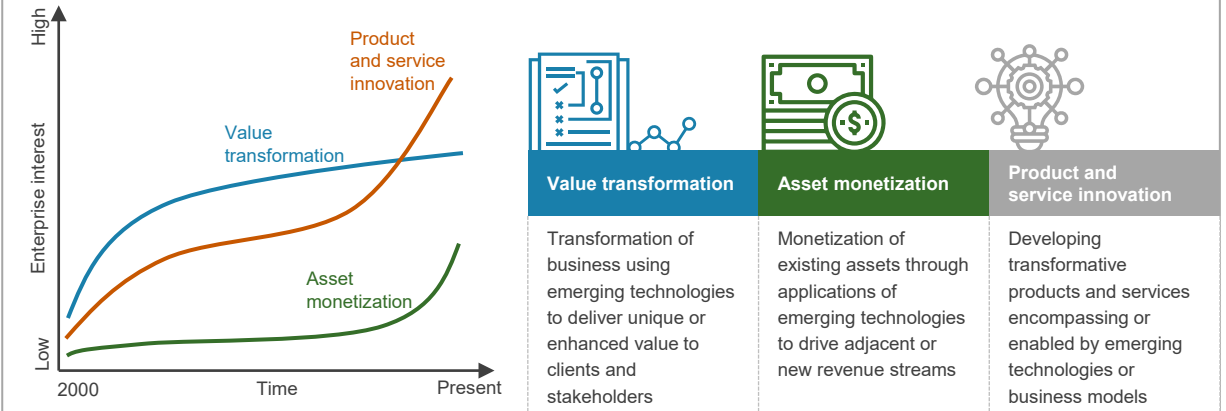 High
Enterprise interest
Low
2000
Time
Present
Product
and service
innovation
Value
transformation
Asset
monetization
$
Value transformation
Transformation of
business using
emerging technologies
to deliver unique or
enhanced value to
clients and
stakeholders
Asset monetization
Monetization of
existing assets through
applications of
emerging technologies
to drive adjacent or
new revenue streams
Product and
service innovation
Developing
transformative
products and services
encompassing or
enabled by emerging
technologies or
business models